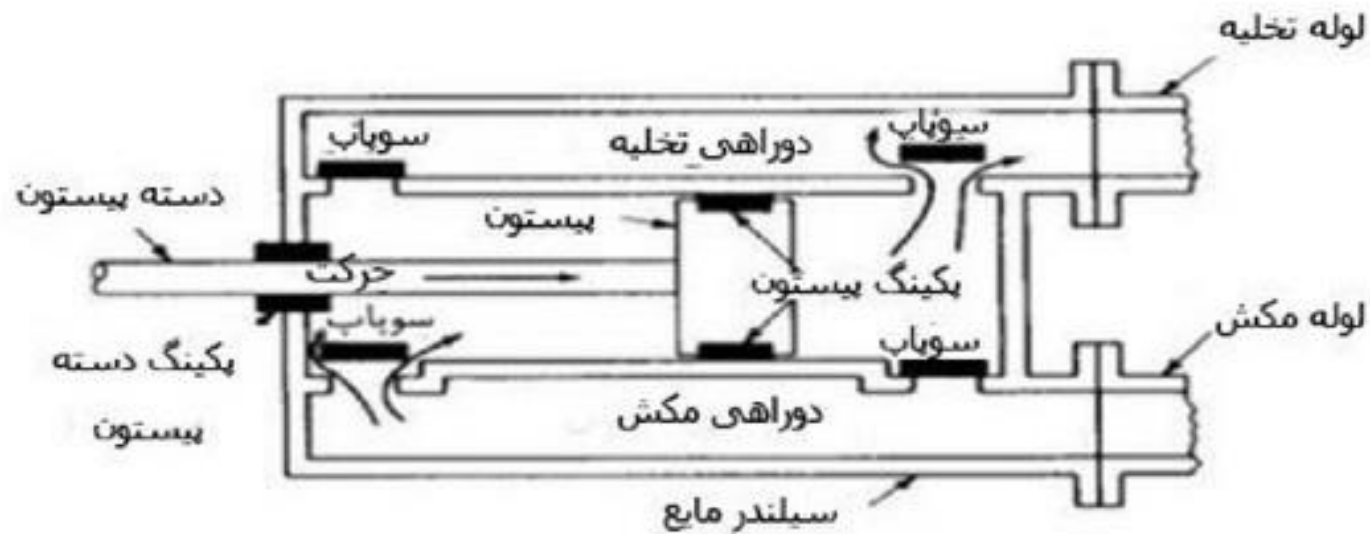 لوله تخلیه
سوپاپ
دوراهی تخلیه
سوپاپ
دسته پیستون
پیستون
حرکت
پکینگ پیستون
سوپاپ
سوپاپ
لوله مکش
پکینگ دسته
پیستون
دوراهی مکش
سیلندر مایع